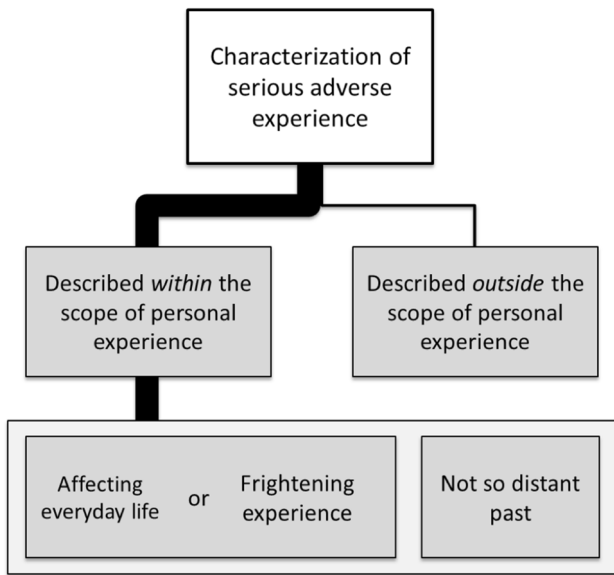 Characterization of
serious adverse
experience
Described within the
scope of personal
experience
Described outside the
scope of personal
experience
Affecting
everyday life
or
Frightening
experience
Not so distant
past